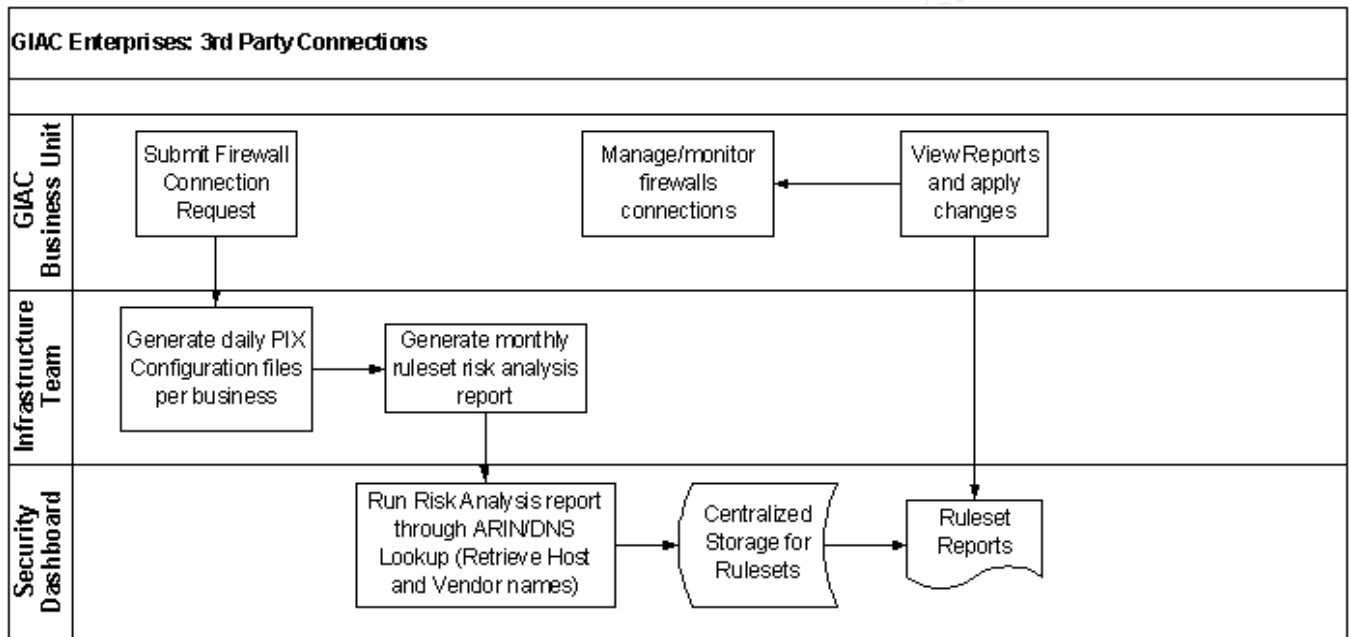 GIAC Enterprises: 3rd Party Connections
GIAC
Business Unit
Submit Firewall
Connection
Request
Manage/monitor
firewalls
connections
View Reports
and apply
changes
Infrastructure
Team
Generate daily PIX
Configuration files
per business
Generate monthly
ruleset risk analysis
report
Security
Dashboard
Run Risk Analysis report
through ARIN/DNS
Lookup (Retrieve Host
and Vendor names)
Centralized
Storage for
Rulesets
Ruleset
Reports